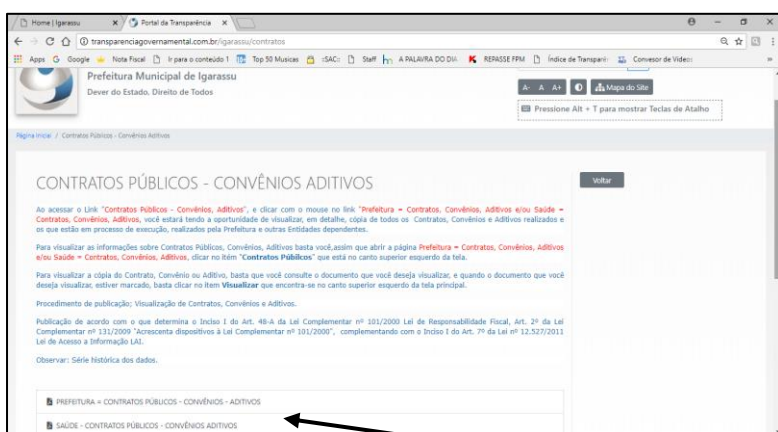 Home | Igarassu
Portal da Transparência
transparenciagovernamental.com.br/igarassu/contratos
Apps Google Nota Fiscal Ir para o conteúdo 1 Top 50 Musicas ::SAC:: Staff A PALAVRA DO DIA REPASSE FPM Índice de Transparên Convesor de Videos
Prefeitura Municipal de Igarassu
Dever do Estado, Direito de Todos
A- A A+ Mapa do Site
Pressione Alt + T para mostrar Teclas de Atalho
Página Inicial / Contratos Públicos - Convênios Aditivos
CONTRATOS PÚBLICOS - CONVÊNIOS ADITIVOS
Voltar
Ao acessar o Link "Contratos Públicos - Convênios, Aditivos", e clicar com o mouse no link "Prefeitura = Contratos, Convênios, Aditivos e/ou Saúde =
Contratos, Convênios, Aditivos, você estará tendo a oportunidade de visualizar, em detalhe, cópia de todos os Contratos, Convênios e Aditivos realizados e
os que estão em processo de execução, realizados pela Prefeitura e outras Entidades dependentes.
Para visualizar as informações sobre Contratos Públicos, Convênios, Aditivos basta você,assim que abrir a página Prefeitura = Contratos, Convênios, Aditivos
e/ou Saúde = Contratos, Convênios, Aditivos, clicar no item "Contratos Públicos" que está no canto superior esquerdo da tela.
Para visualizar a cópia do Contrato, Convênio ou Aditivo, basta que você consulte o documento que você deseja visualizar, e quando o documento que você
deseja visualizar, estiver marcado, basta clicar no item Visualizar que encontra-se no canto superior esquerdo da tela principal.
Procedimento de publicação; Visualização de Contratos, Convênios e Aditivos.
Publicação de acordo com o que determina o Inciso I do Art. 48-A da Lei Complementar nº 101/2000 Lei de Responsabilidade Fiscal, Art. 2º da Lei
Complementar nº 131/2009 "Acrescenta dispositivos à Lei Complementar nº 101/2000", complementando com o Inciso I do Art. 7º da Lei nº 12.527/2011
Lei de Acesso a Informação LAI.
Observar: Série histórica dos dados.
PREFEITURA = CONTRATOS PÚBLICOS - CONVÊNIOS - ADITIVOS
SAÚDE - CONTRATOS PÚBLICOS - CONVÊNIOS ADITIVOS